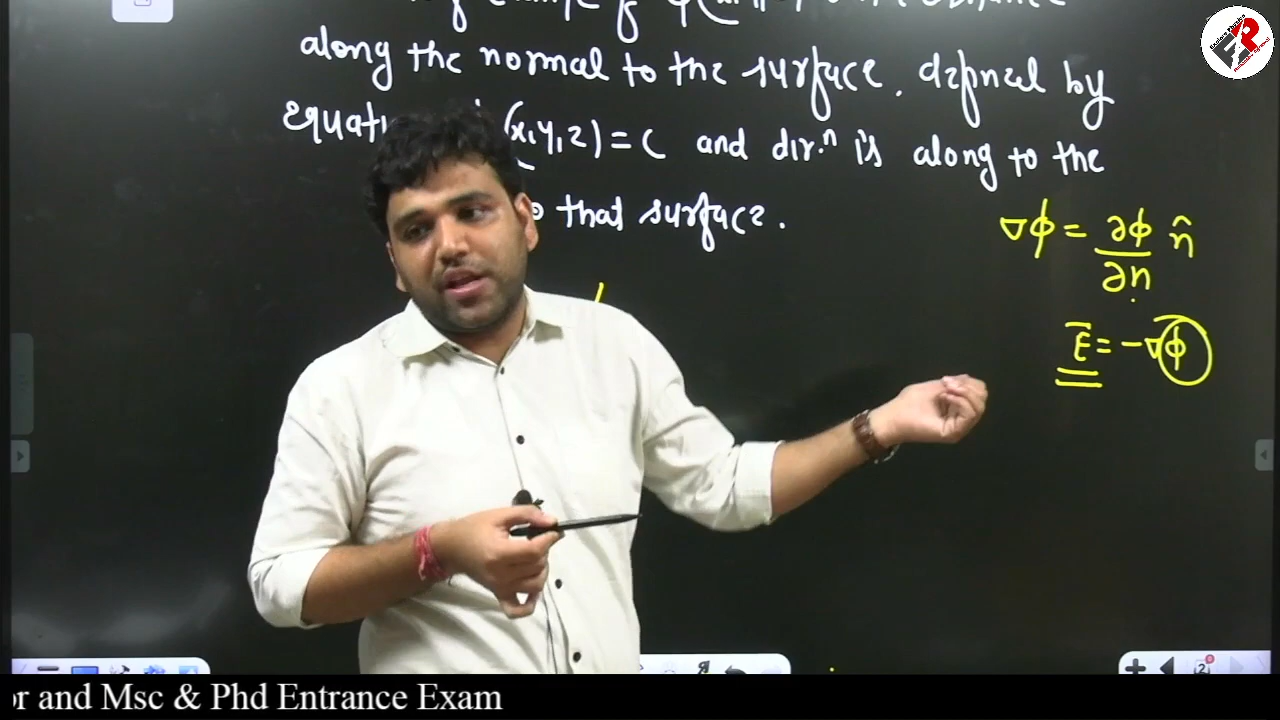 along the normal to the surface. defined by
(x,y,z) = C and dirⁿ is along to the
that surface.
∇ϕ = ∂ϕ/∂n n̂
E̅ = −∇ϕ
r and Msc & Phd Entrance Exam